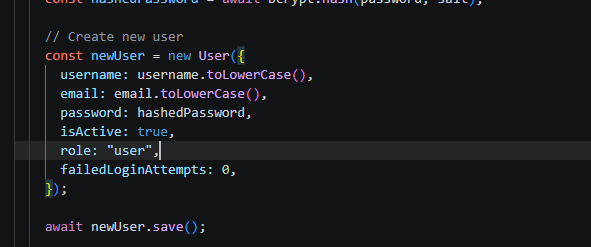 const hashedPassword = await bcrypt.hash(password, salt);
// Create new user
const newUser = new User({
username: username.toLowerCase(),
email: email.toLowerCase(),
password: hashedPassword,
isActive: true,
role: "user",
failedLoginAttempts: 0,
});
await newUser.save();